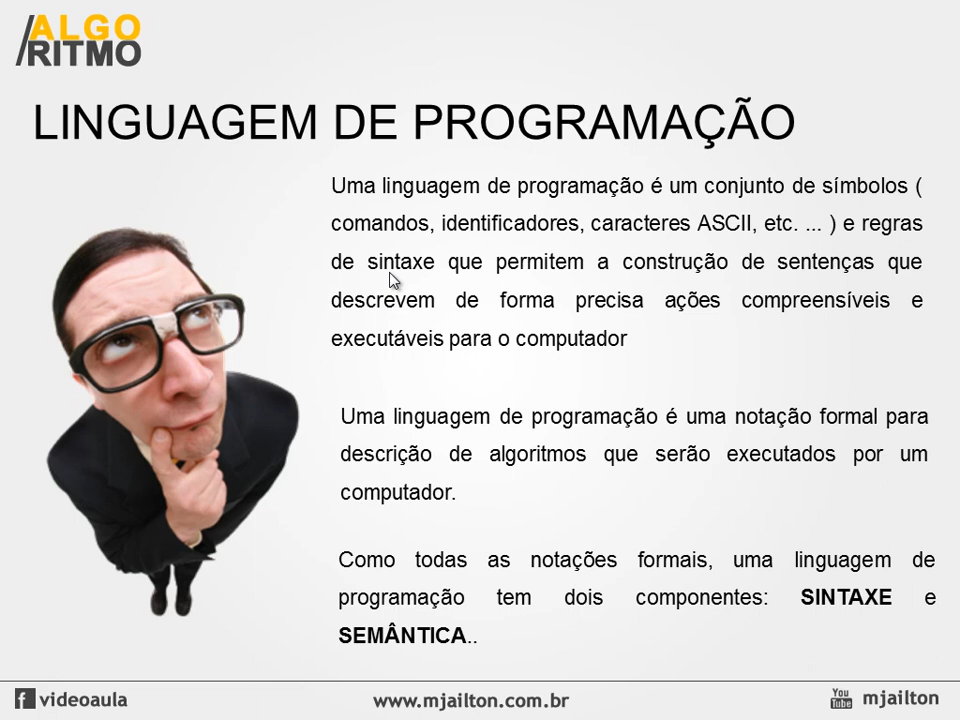 /ALGO
RITMO
LINGUAGEM DE PROGRAMAÇÃO
Uma linguagem de programação é um conjunto de símbolos (
comandos, identificadores, caracteres ASCII, etc. ... ) e regras
de sintaxe que permitem a construção de sentenças que
descrevem de forma precisa ações compreensíveis e
executáveis para o computador
Uma linguagem de programação é uma notação formal para
descrição de algoritmos que serão executados por um
computador.
Como todas as notações formais, uma linguagem de
programação tem dois componentes: SINTAXE e
SEMÂNTICA..
f videoaula
www.mjailton.com.br
You Tube mjailton